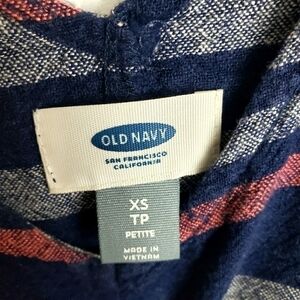 OLD NAVY
SAN FRANCISCO
CALIFORNIA
XS
TP
PETITE
MADE IN
VIETNAM